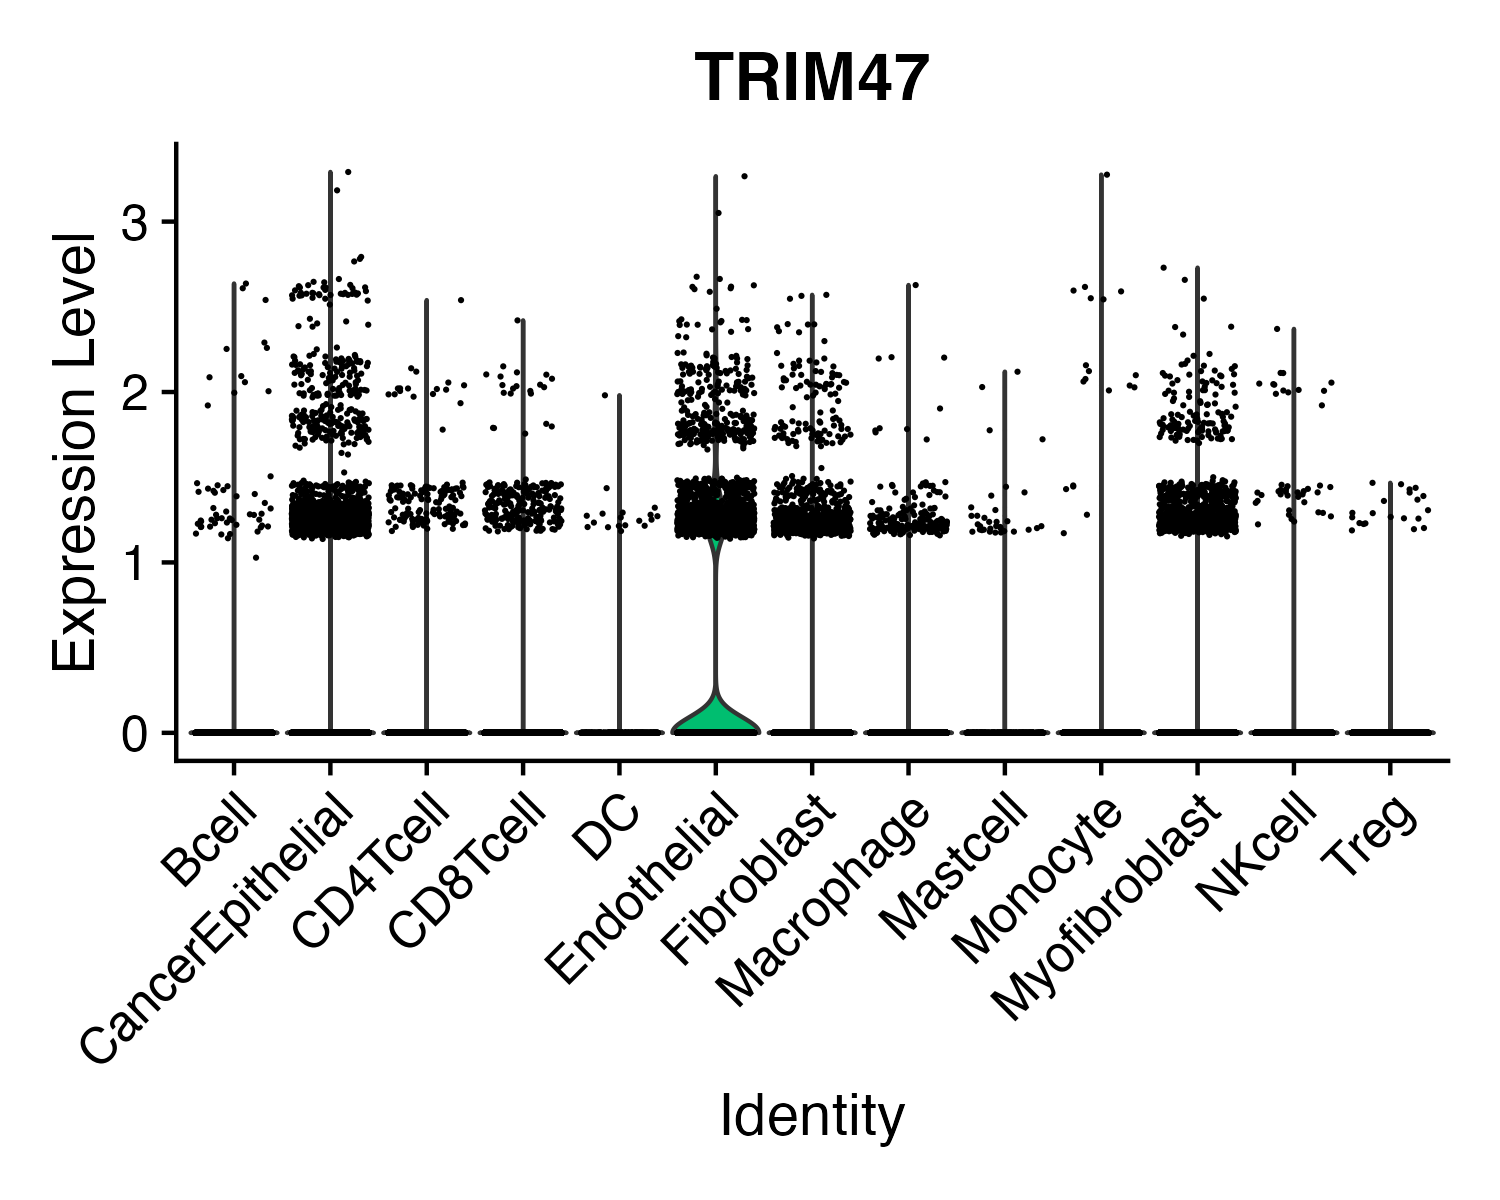 TRIM47
Expression Level
3
2
1
0
Bcell
CancerEpithelial
CD4Tcell
CD8Tcell
DC
Endothelial
Fibroblast
Macrophage
Mastcell
Monocyte
Myofibroblast
NKcell
Treg
Identity